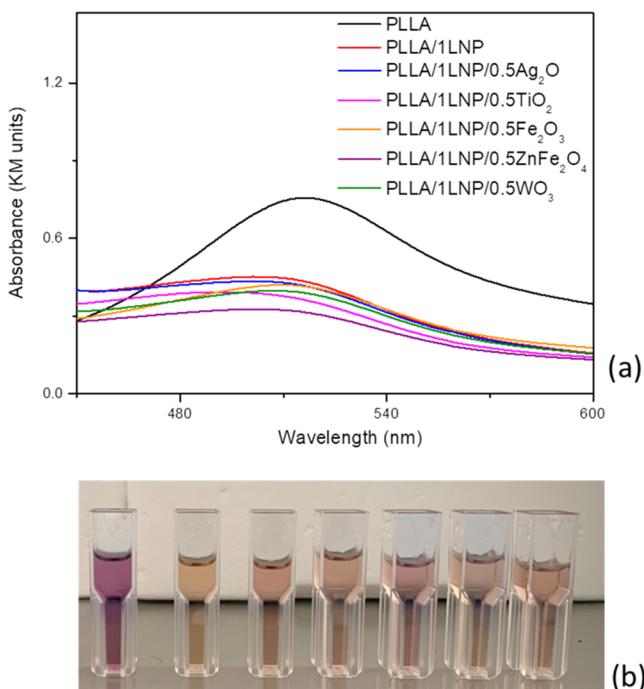 PLLA
PLLA/1LNP
PLLA/1LNP/0.5Ag₂O
PLLA/1LNP/0.5TiO₂
PLLA/1LNP/0.5Fe₂O₃
PLLA/1LNP/0.5ZnFe₂O₄
PLLA/1LNP/0.5WO₃
Absorbance (KM units)
1.2
0.6
0.0
480
540
600
Wavelength (nm)
(a)
(b)